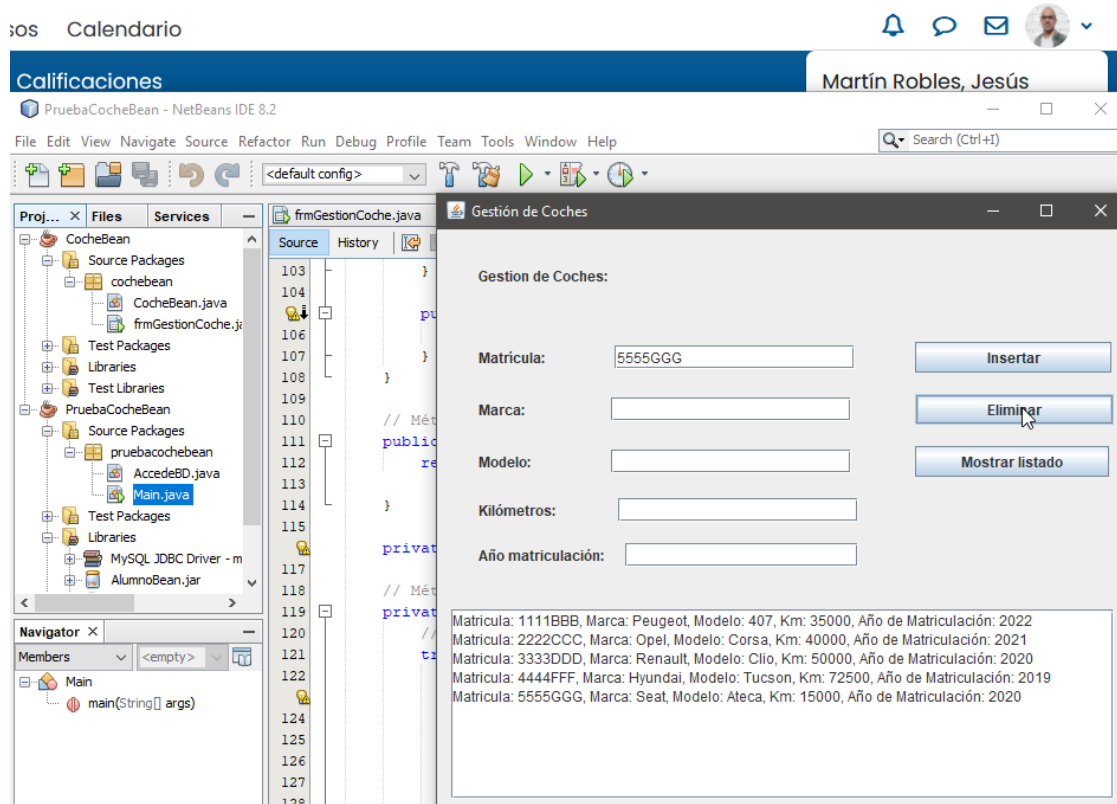 sos Calendario
Calificaciones
Martín Robles, Jesús
PruebaCocheBean - NetBeans IDE 8.2
File Edit View Navigate Source Refactor Run Debug Profile Team Tools Window Help
Search (Ctrl+I)
<default config>
Proj... Files Services
CocheBean
Source Packages
cochebean
CocheBean.java
frmGestionCoche.ja
Test Packages
Libraries
Test Libraries
PruebaCocheBean
Source Packages
pruebacochebean
AccedeBD.java
Main.java
Test Packages
Libraries
MySQL JDBC Driver - m
AlumnoBean.jar
Navigator
Members <empty>
Main
main(String[] args)
frmGestionCoche.java
Source History
103 }
104
pu
106
107 }
108 }
109
110 // Mét
111 public
112 re
113
114 }
115
privat
117
118 // Mét
119 privat
120 //
121 tr
122
124
125
126
127
128
Gestión de Coches
Gestion de Coches:
Matrícula: 5555GGG Insertar
Marca: Eliminar
Modelo: Mostrar listado
Kilómetros:
Año matriculación:
Matricula: 1111BBB, Marca: Peugeot, Modelo: 407, Km: 35000, Año de Matriculación: 2022
Matricula: 2222CCC, Marca: Opel, Modelo: Corsa, Km: 40000, Año de Matriculación: 2021
Matricula: 3333DDD, Marca: Renault, Modelo: Clio, Km: 50000, Año de Matriculación: 2020
Matricula: 4444FFF, Marca: Hyundai, Modelo: Tucson, Km: 72500, Año de Matriculación: 2019
Matricula: 5555GGG, Marca: Seat, Modelo: Ateca, Km: 15000, Año de Matriculación: 2020